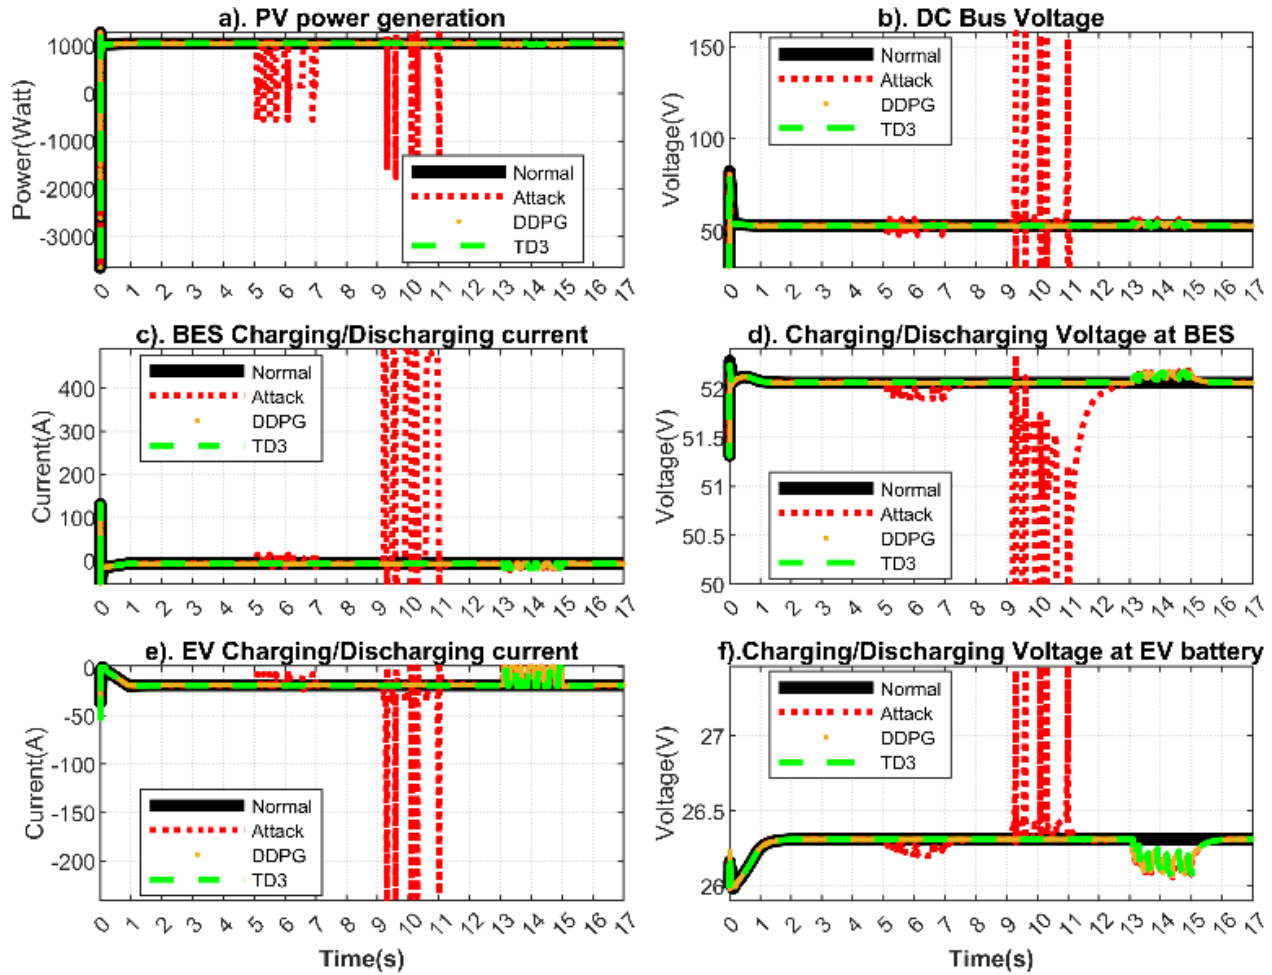 a). PV power generation
Power(Watt)
1000
0
-1000
-2000
-3000
Normal
Attack
DDPG
TD3
0 1 2 3 4 5 6 7 8 9 10 11 12 13 14 15 16 17
b). DC Bus Voltage
Voltage(V)
150
100
50
Normal
Attack
DDPG
TD3
0 1 2 3 4 5 6 7 8 9 10 11 12 13 14 15 16 17
c). BES Charging/Discharging current
Current(A)
400
300
200
100
0
Normal
Attack
DDPG
TD3
0 1 2 3 4 5 6 7 8 9 10 11 12 13 14 15 16 17
d). Charging/Discharging Voltage at BES
Voltage(V)
52
51.5
51
50.5
50
Normal
Attack
DDPG
TD3
0 1 2 3 4 5 6 7 8 9 10 11 12 13 14 15 16 17
e). EV Charging/Discharging current
Current(A)
0
-50
-100
-150
-200
Normal
Attack
DDPG
TD3
0 1 2 3 4 5 6 7 8 9 10 11 12 13 14 15 16 17
Time(s)
f).Charging/Discharging Voltage at EV battery
Voltage(V)
27
26.5
26
Normal
Attack
DDPG
TD3
0 1 2 3 4 5 6 7 8 9 10 11 12 13 14 15 16 17
Time(s)